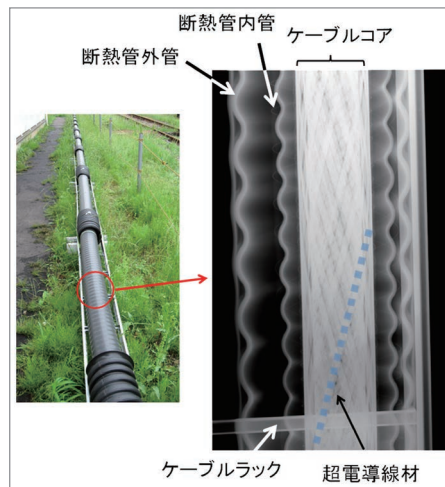 断熱管内管
ケーブルコア
断熱管外管
ケーブルラック
超電導線材